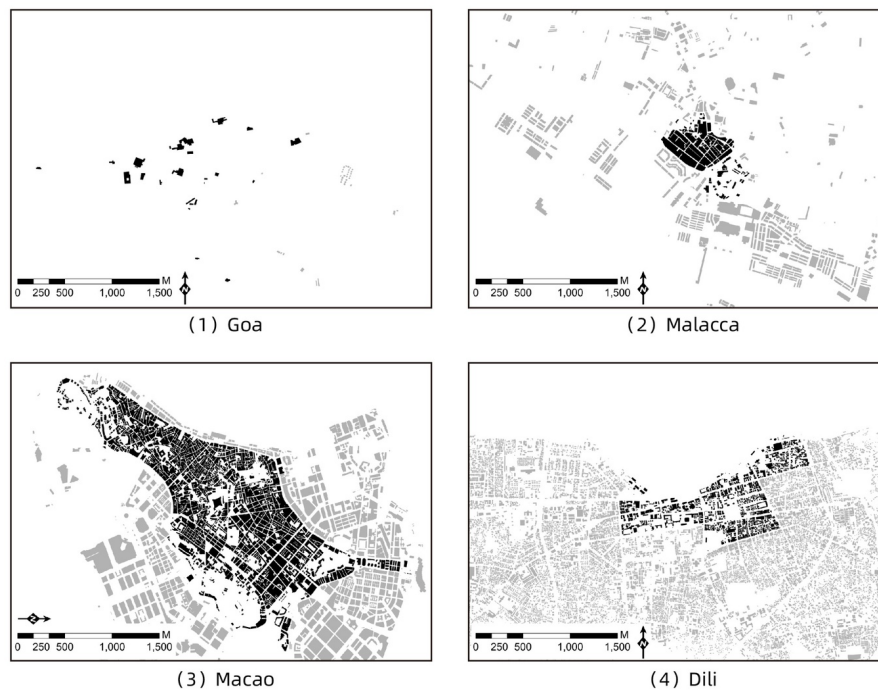 M
0 250 500 1,000 1,500
N
(1) Goa
M
0 250 500 1,000 1,500
N
(2) Malacca
N
M
0 250 500 1,000 1,500
(3) Macao
M
0 250 500 1,000 1,500
N
(4) Dili